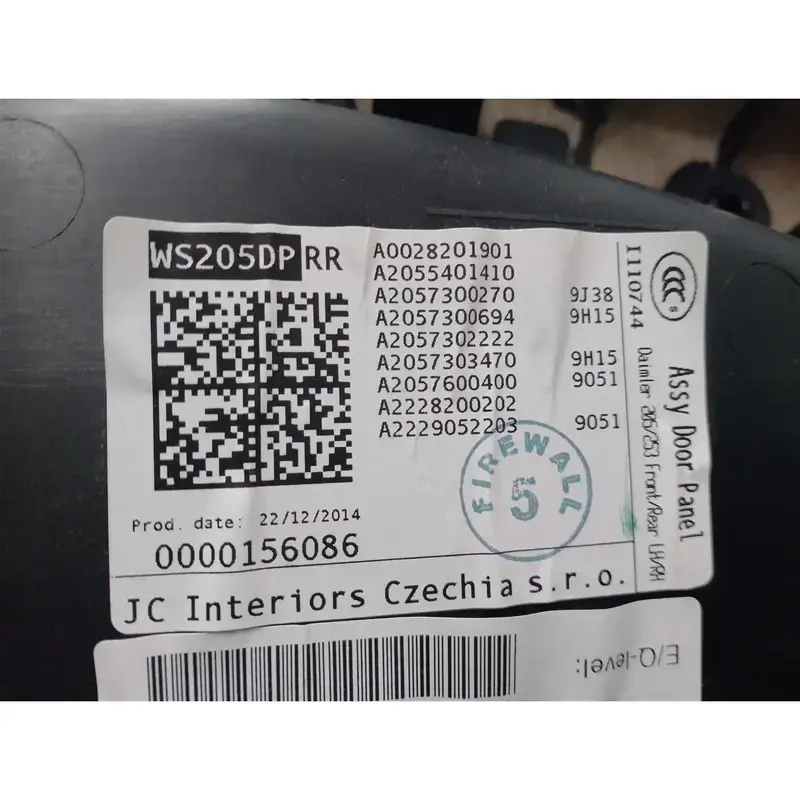 WS205DP RR
A0028201901
A2055401410
A2057300270 9J38
A2057300694 9H15
A2057302222
A2057303470 9H15
A2057600400 9051
A2228200202
A2229052203 9051
FIREWALL
5
Prod. date: 22/12/2014
0000156086
JC Interiors Czechia s.r.o.
CCC S
I110744
Assy Door Panel
Daimler 205/253 Front/Rear LH/RH
E/Q-level: